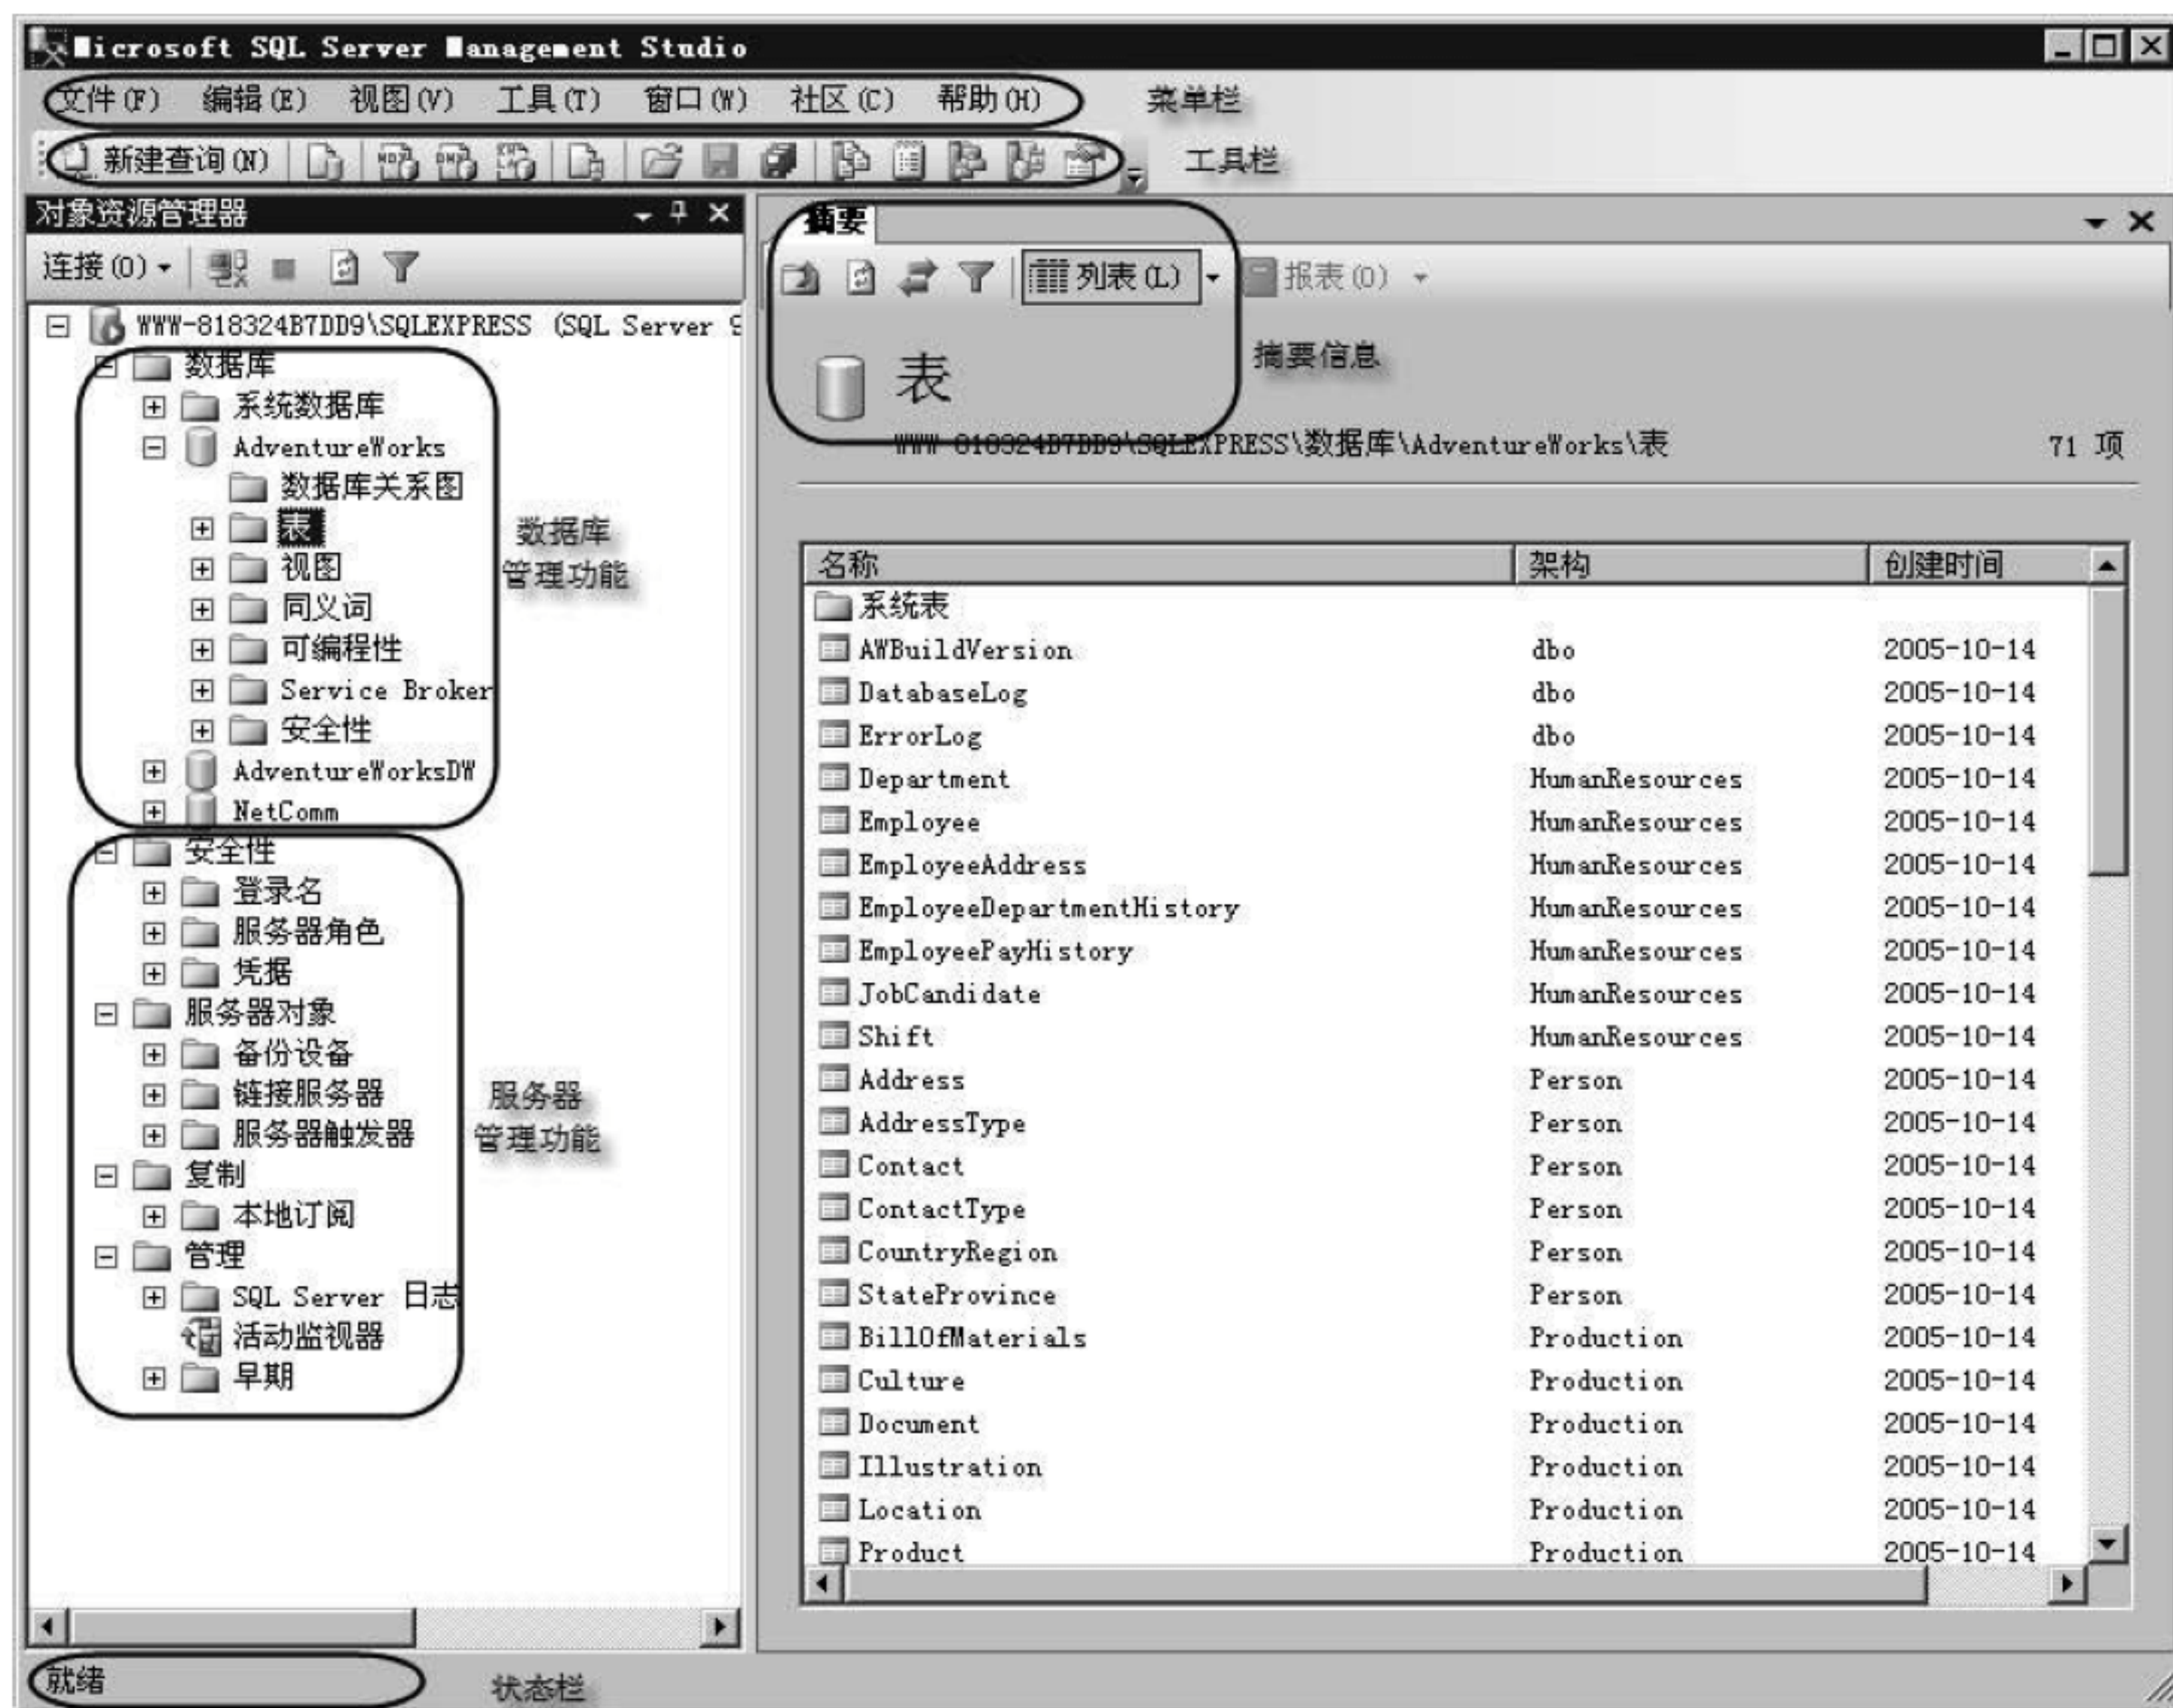 Microsoft SQL Server Management Studio
文件(F) 编辑(E) 视图(V) 工具(T) 窗口(W) 社区(C) 帮助(H) 菜单栏
新建查询(N) 工具栏
对象资源管理器
连接(O)
WWW-818324B7DD9\SQLEXPRESS (SQL Server 9
数据库
系统数据库
AdventureWorks
数据库关系图
表
视图
同义词
可编程性
Service Broker
安全性
AdventureWorksDW
NetComm
数据库
管理功能
安全性
登录名
服务器角色
凭据
服务器对象
备份设备
链接服务器
服务器触发器
复制
本地订阅
管理
SQL Server 日志
活动监视器
早期
服务器
管理功能
摘要
列表(L) 报表(O)
表
摘要信息
WWW-818324B7DD9\SQLEXPRESS\数据库\AdventureWorks\表 71 项
名称 架构 创建时间
系统表
AWBuildVersion dbo 2005-10-14
DatabaseLog dbo 2005-10-14
ErrorLog dbo 2005-10-14
Department HumanResources 2005-10-14
Employee HumanResources 2005-10-14
EmployeeAddress HumanResources 2005-10-14
EmployeeDepartmentHistory HumanResources 2005-10-14
EmployeePayHistory HumanResources 2005-10-14
JobCandidate HumanResources 2005-10-14
Shift HumanResources 2005-10-14
Address Person 2005-10-14
AddressType Person 2005-10-14
Contact Person 2005-10-14
ContactType Person 2005-10-14
CountryRegion Person 2005-10-14
StateProvince Person 2005-10-14
BillOfMaterials Production 2005-10-14
Culture Production 2005-10-14
Document Production 2005-10-14
Illustration Production 2005-10-14
Location Production 2005-10-14
Product Production 2005-10-14
就绪 状态栏